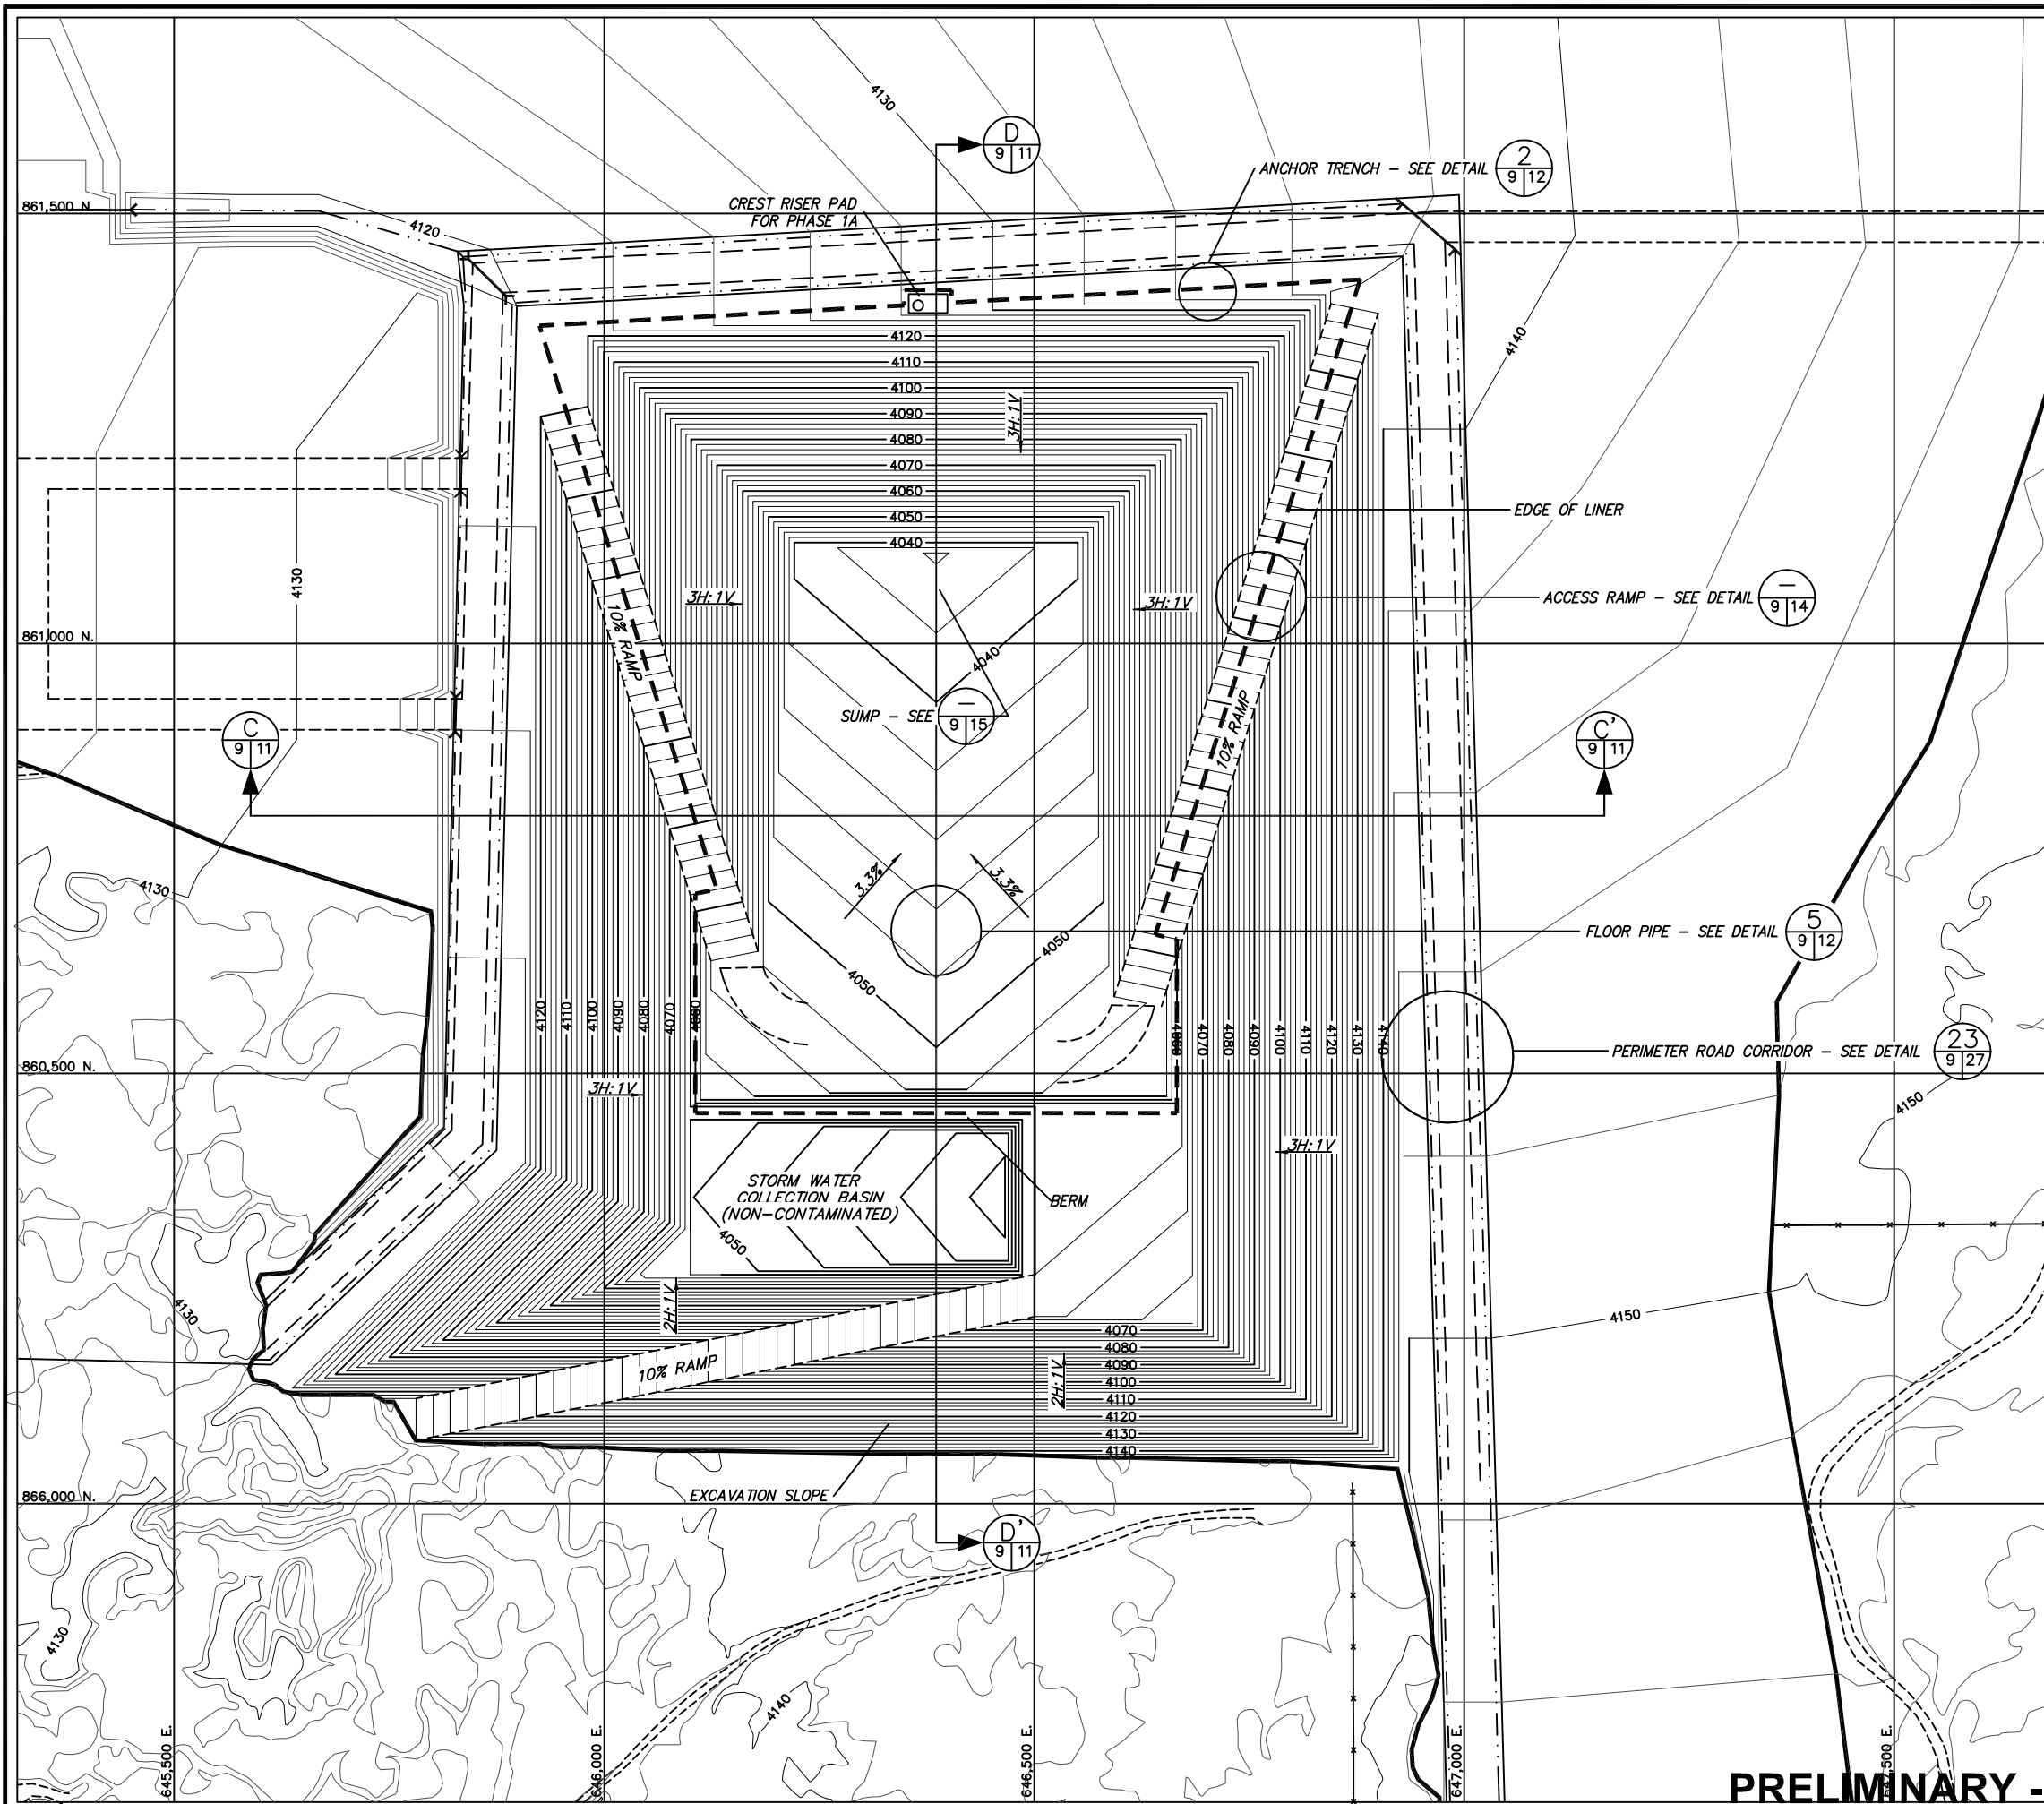 4130
D
9 11
ANCHOR TRENCH - SEE DETAIL
2
9 12
861,500 N.
CREST RISER PAD
FOR PHASE 1A
4120
4140
4120
4110
4100
4090
4080
4070
4060
4050
4040
3H:1V
EDGE OF LINER
4130
3H:1V
3H:1V
ACCESS RAMP - SEE DETAIL
-
9 14
861,000 N.
10% RAMP
4040
SUMP - SEE
-
9 15
10% RAMP
C
9 11
C'
9 11
4130
3.3%
3.3%
FLOOR PIPE - SEE DETAIL
5
9 12
4050
4050
4120
4110
4100
4090
4080
4070
4060
4060
4070
4080
4090
4100
4110
4120
4130
4140
PERIMETER ROAD CORRIDOR - SEE DETAIL
23
9 27
860,500 N.
3H:1V
4150
3H:1V
STORM WATER
COLLECTION BASIN
(NON-CONTAMINATED)
BERM
4050
4130
2H:1V
4150
4070
4080
4090
4100
4110
4120
4130
4140
10% RAMP
2H:1V
EXCAVATION SLOPE
866,000 N.
D'
9 11
4130
4140
645,500 E.
646,000 E.
646,500 E.
647,000 E.
647,500 E.
PRELIMINARY -